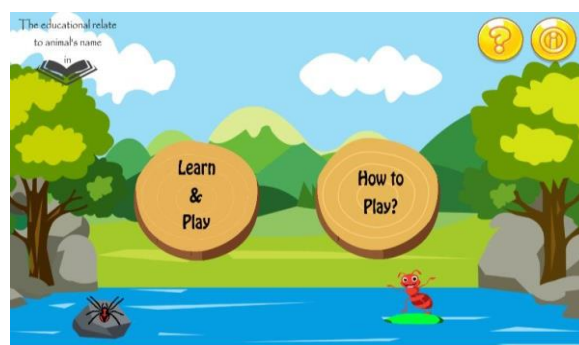 The educational relate
to animal's name
in
?
i
Learn
&
Play
How to
Play?